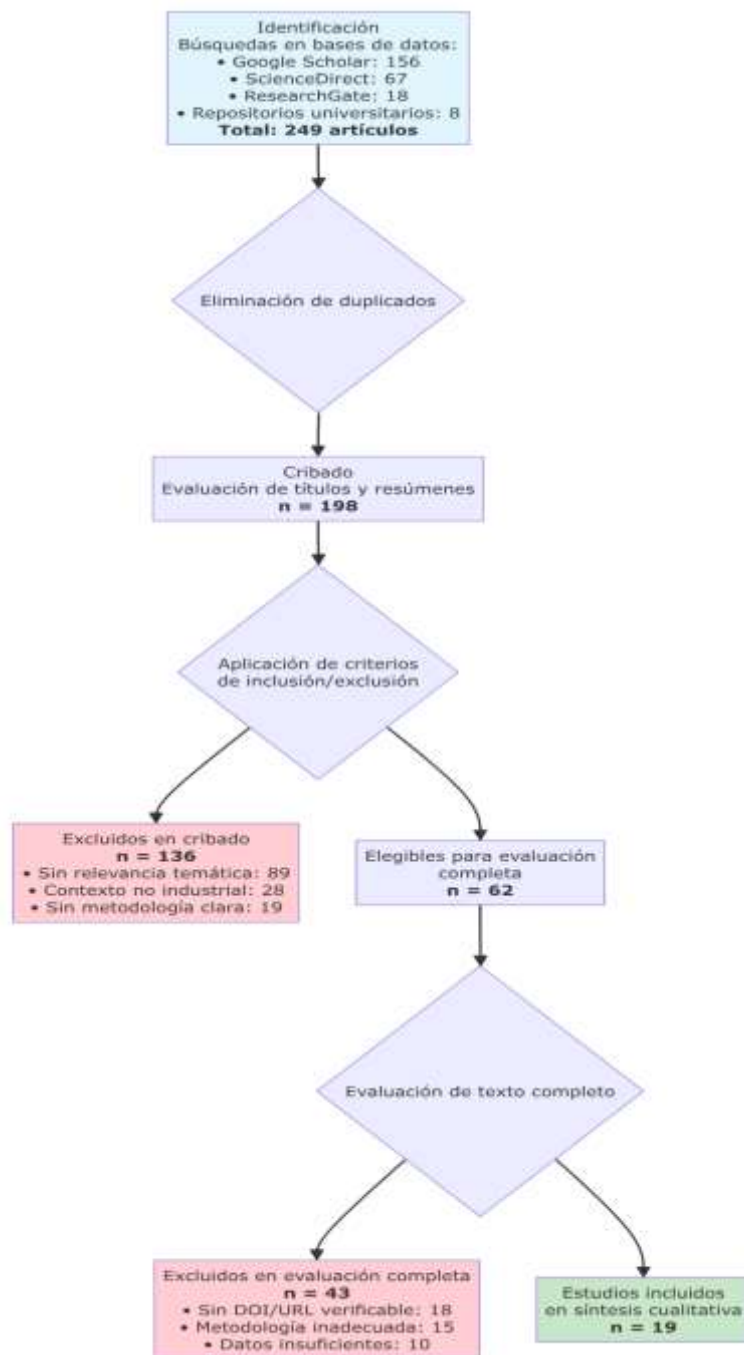 Identificación
Búsquedas en bases de datos:
• Google Scholar: 156
• ScienceDirect: 67
• ResearchGate: 18
• Repositorios universitarios: 8
Total: 249 artículos
Eliminación de duplicados
Cribado
Evaluación de títulos y resúmenes
n = 198
Aplicación de criterios
de inclusión/exclusión
Excluidos en cribado
n = 136
• Sin relevancia temática: 89
• Contexto no industrial: 28
• Sin metodología clara: 19
Elegibles para evaluación
completa
n = 62
Evaluación de texto completo
Excluidos en evaluación completa
n = 43
• Sin DOI/URL verificable: 18
• Metodología inadecuada: 15
• Datos insuficientes: 10
Estudios incluidos
en síntesis cualitativa
n = 19